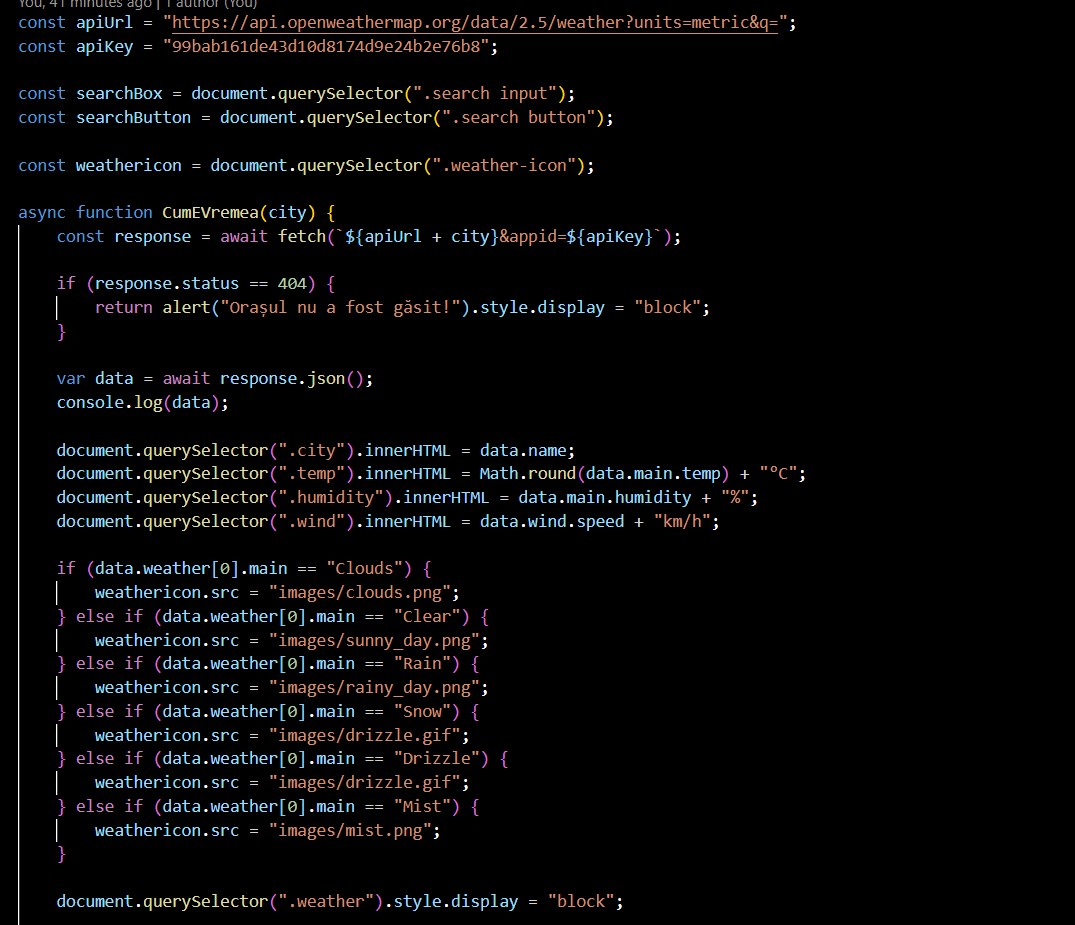 You, 41 minutes ago | 1 author (You)
const apiUrl = "https://api.openweathermap.org/data/2.5/weather?units=metric&q=";
const apiKey = "99bab161de43d10d8174d9e24b2e76b8";
const searchBox = document.querySelector(".search input");
const searchButton = document.querySelector(".search button");
const weathericon = document.querySelector(".weather-icon");
async function CumEVremea(city) {
const response = await fetch(`${apiUrl + city}&appid=${apiKey}`);
if (response.status == 404) {
return alert("Orașul nu a fost găsit!").style.display = "block";
}
var data = await response.json();
console.log(data);
document.querySelector(".city").innerHTML = data.name;
document.querySelector(".temp").innerHTML = Math.round(data.main.temp) + "°C";
document.querySelector(".humidity").innerHTML = data.main.humidity + "%";
document.querySelector(".wind").innerHTML = data.wind.speed + "km/h";
if (data.weather[0].main == "Clouds") {
weathericon.src = "images/clouds.png";
} else if (data.weather[0].main == "Clear") {
weathericon.src = "images/sunny_day.png";
} else if (data.weather[0].main == "Rain") {
weathericon.src = "images/rainy_day.png";
} else if (data.weather[0].main == "Snow") {
weathericon.src = "images/drizzle.gif";
} else if (data.weather[0].main == "Drizzle") {
weathericon.src = "images/drizzle.gif";
} else if (data.weather[0].main == "Mist") {
weathericon.src = "images/mist.png";
}
document.querySelector(".weather").style.display = "block";